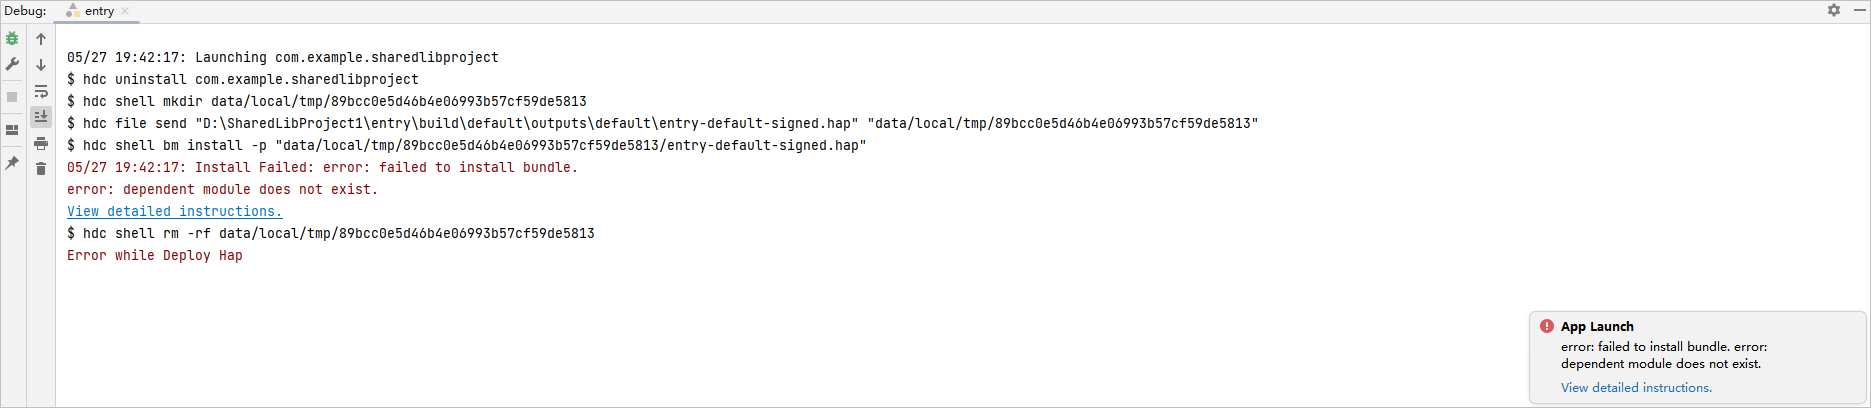 Debug: entry
05/27 19:42:17: Launching com.example.sharedlibproject
$ hdc uninstall com.example.sharedlibproject
$ hdc shell mkdir data/local/tmp/89bcc0e5d46b4e06993b57cf59de5813
$ hdc file send "D:\SharedLibProject1\entry\build\default\outputs\default\entry-default-signed.hap" "data/local/tmp/89bcc0e5d46b4e06993b57cf59de5813"
$ hdc shell bm install -p "data/local/tmp/89bcc0e5d46b4e06993b57cf59de5813/entry-default-signed.hap"
05/27 19:42:17: Install Failed: error: failed to install bundle.
error: dependent module does not exist.
View detailed instructions.
$ hdc shell rm -rf data/local/tmp/89bcc0e5d46b4e06993b57cf59de5813
Error while Deploy Hap
App Launch
error: failed to install bundle. error:
dependent module does not exist.
View detailed instructions.